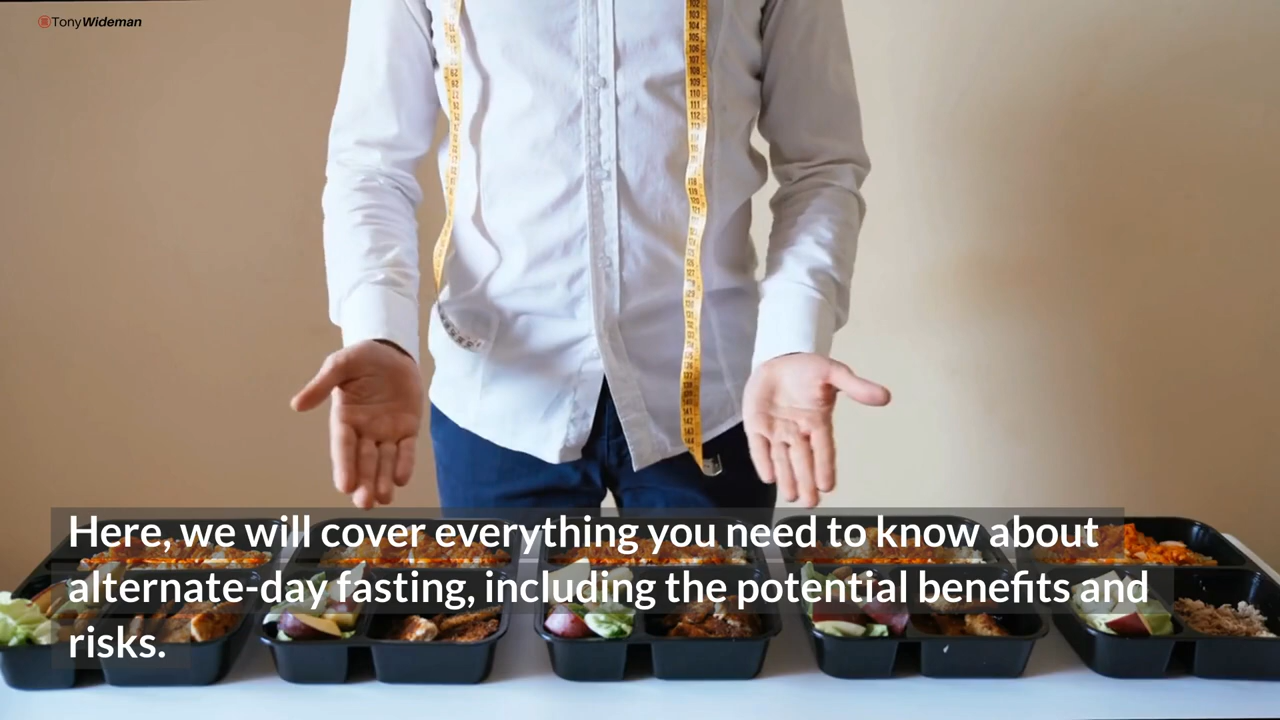 TonyWideman
Here, we will cover everything you need to know about
alternate-day fasting, including the potential benefits and
risks.